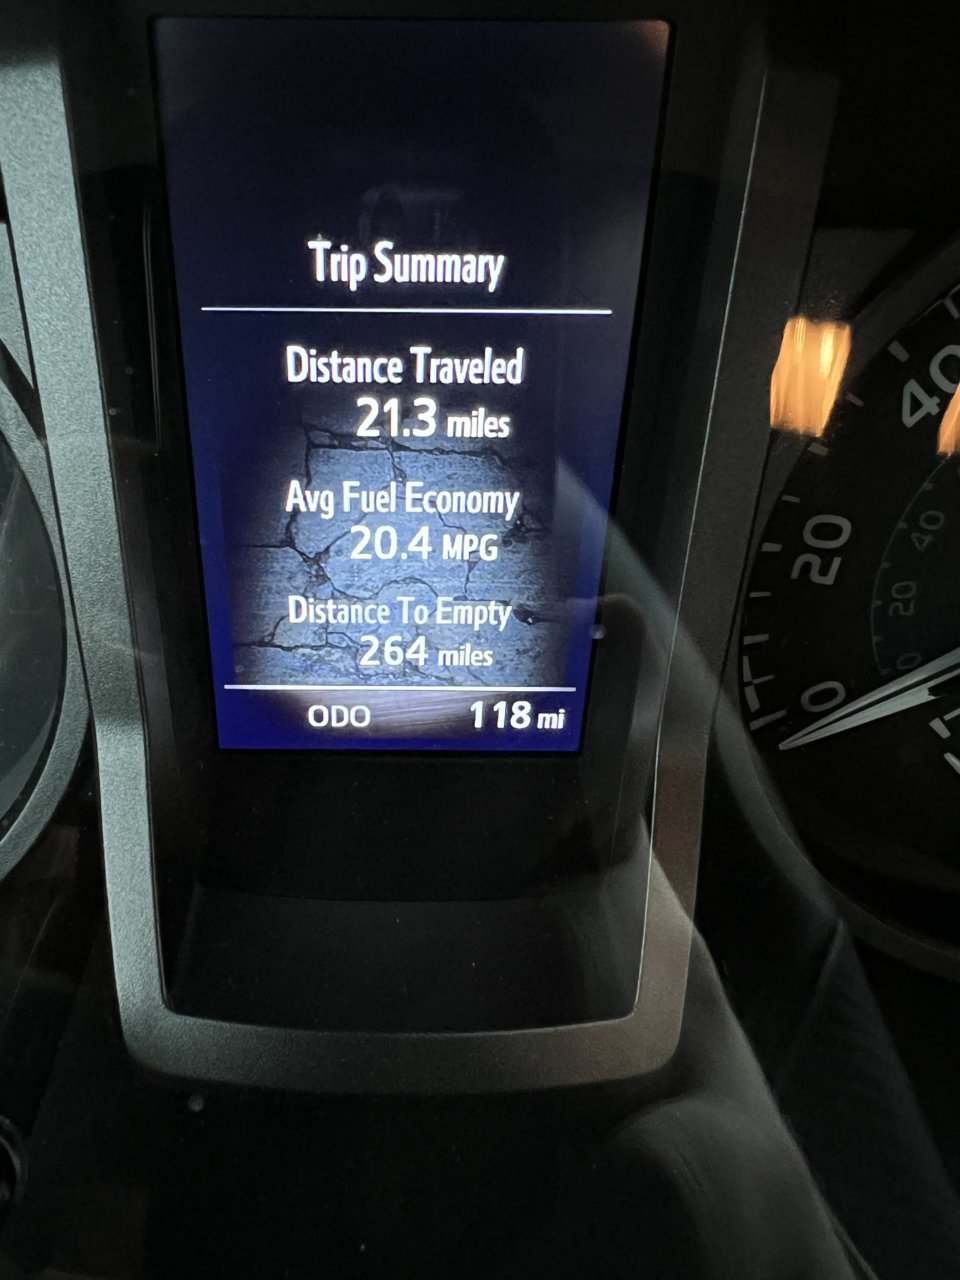 Trip Summary
Distance Traveled
21.3 miles
Avg Fuel Economy
20.4 MPG
Distance To Empty
264 miles
ODO 118 mi
40
20
0
40
20